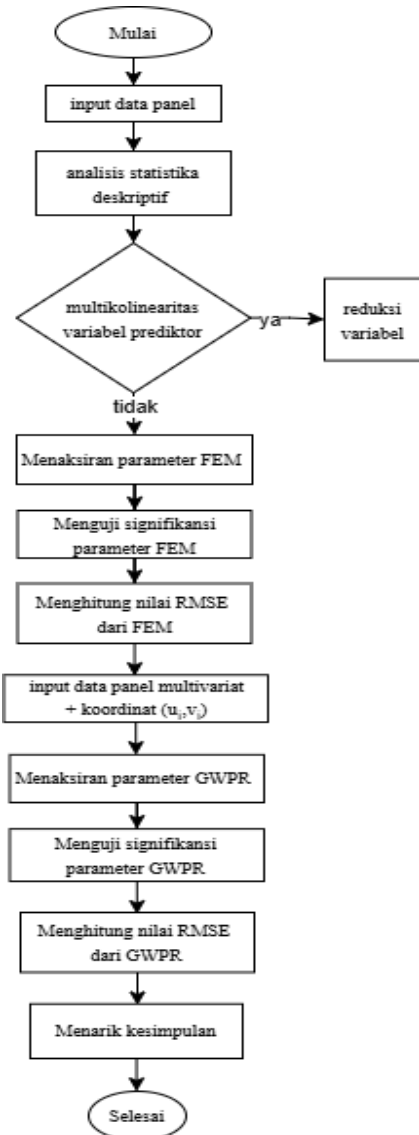 Mulai
input data panel
analisis statistika
deskriptif
multikolinearitas
variabel prediktor
ya
reduksi
variabel
tidak
Menaksiran parameter FEM
Menguji signifikansi
parameter FEM
Menghitung nilai RMSE
dari FEM
input data panel multivariat
+ koordinat (uᵢ,vᵢ)
Menaksiran parameter GWPR
Menguji signifikansi
parameter GWPR
Menghitung nilai RMSE
dari GWPR
Menarik kesimpulan
Selesai